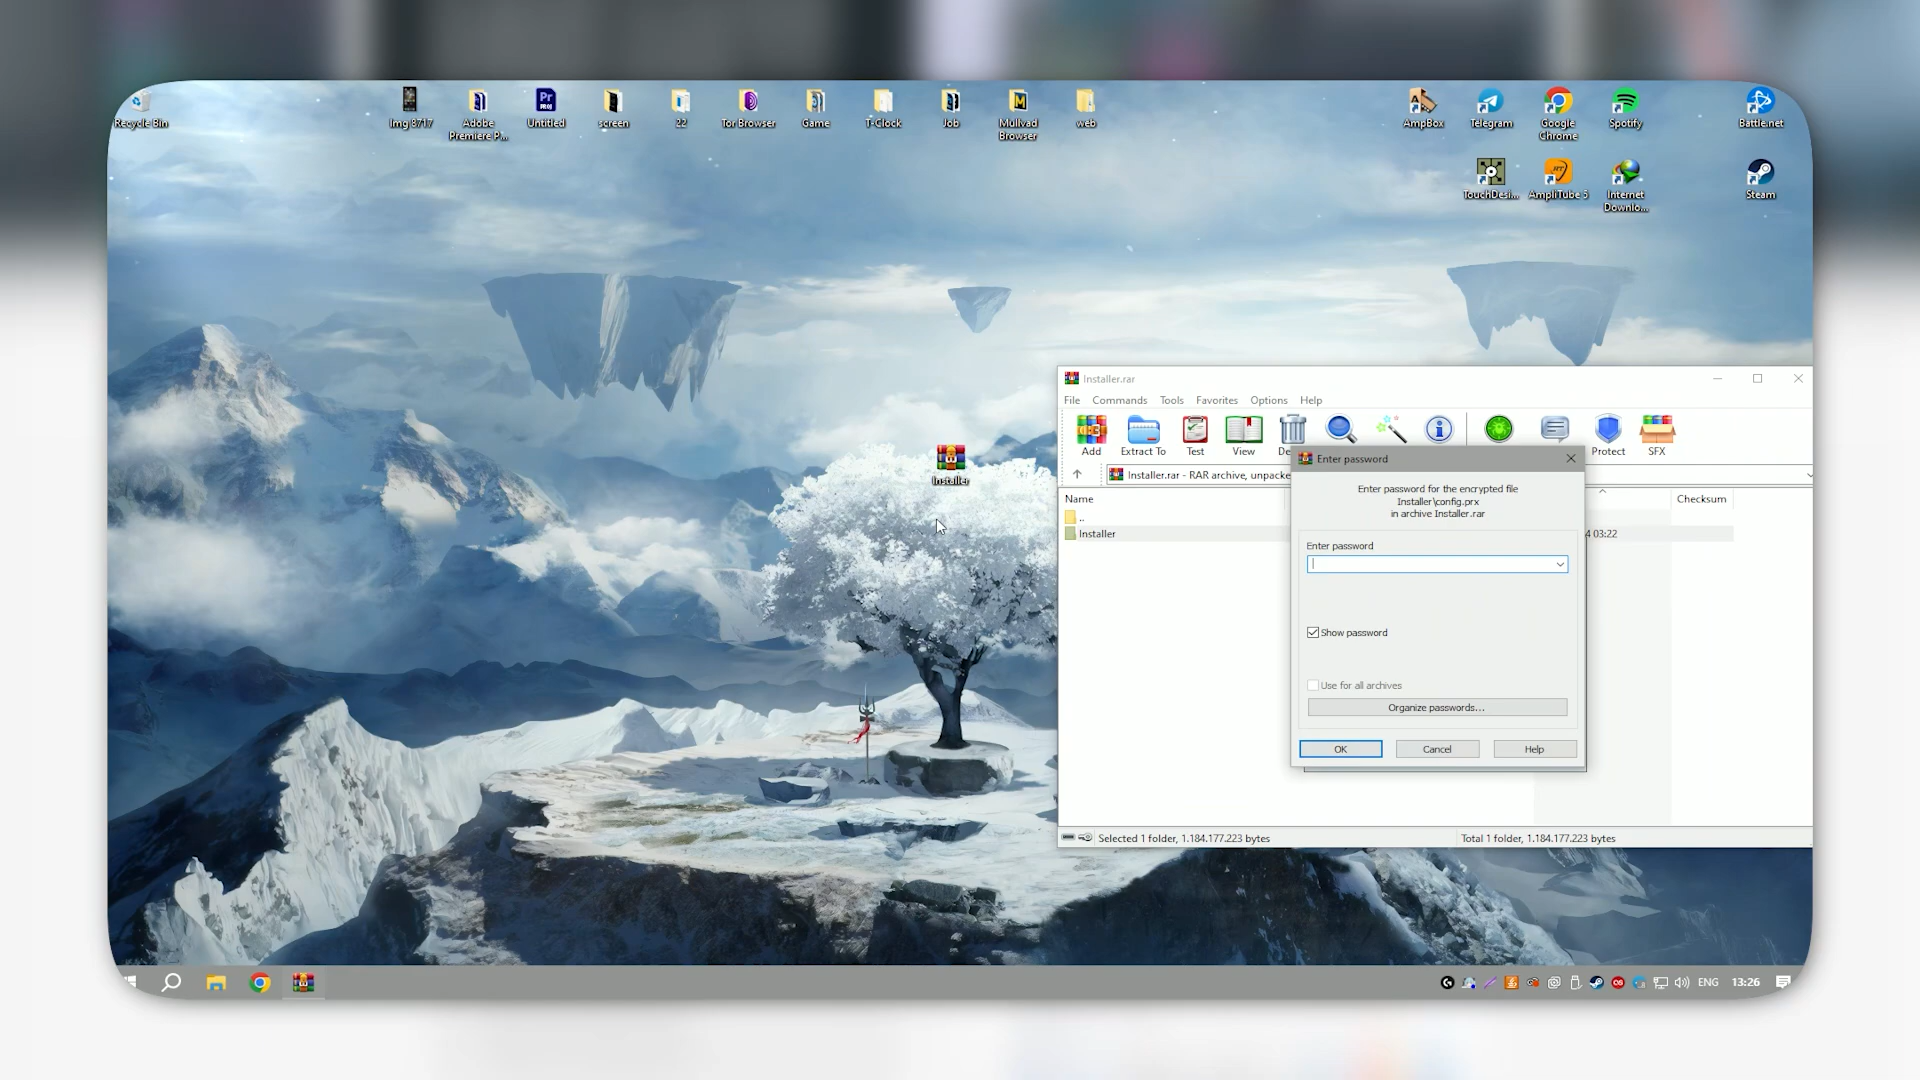 Recycle Bin
Img 8717
Adobe
Premiere P...
Untitled
screen
22
Tor Browser
Game
T-Clock
Job
Mullvad
Browser
web
AmpBox
Telegram
Google
Chrome
Spotify
Battle.net
TouchDesi...
AmpliTube 5
Internet
Downlo...
Steam
Installer
Installer.rar
File Commands Tools Favorites Options Help
Add Extract To Test View De Protect SFX
Installer.rar - RAR archive, unpacke
Name Checksum
..
Installer 4 03:22
Enter password
Enter password for the encrypted file
Installer\config.prx
in archive Installer.rar
Enter password
Show password
Use for all archives
Organize passwords...
OK Cancel Help
Selected 1 folder, 1.184.177.223 bytes Total 1 folder, 1.184.177.223 bytes
ENG 13:26